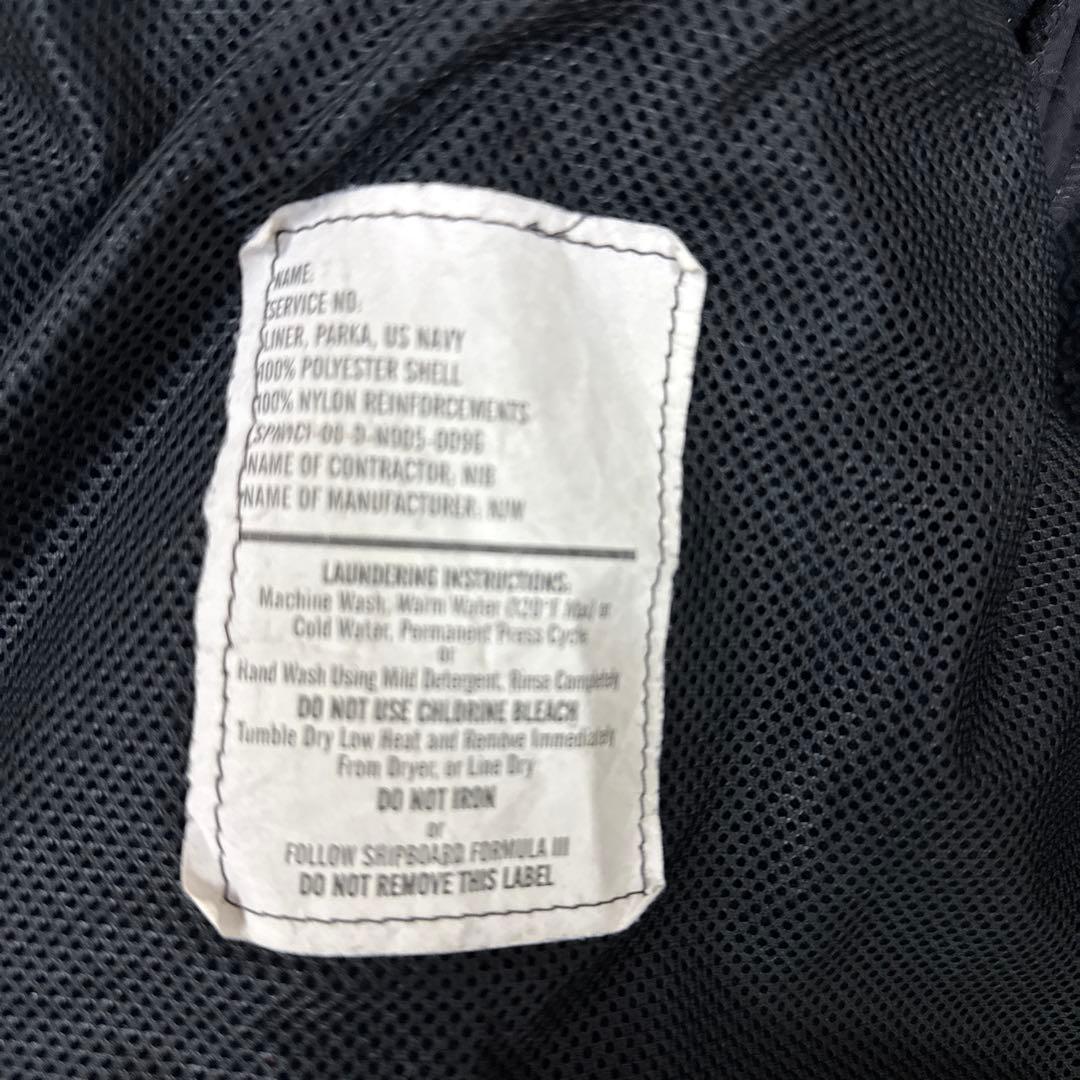 NAME:
SERVICE NO:
LINER, PARKA, US NAVY
100% POLYESTER SHELL
100% NYLON REINFORCEMENTS
NAME OF CONTRACTOR: NIB
NAME OF MANUFACTURER:
LAUNDERING INSTRUCTIONS:
Machine Wash, Warm Water (120°F Max) or
Cold Water, Permanent Press Cycle
or
Hand Wash Using Mild Detergent, Rinse Completely
DO NOT USE CHLORINE BLEACH
Tumble Dry Low Heat and Remove Immediately
From Dryer, or Line Dry
DO NOT IRON
or
FOLLOW SHIPBOARD FORMULA III
DO NOT REMOVE THIS LABEL